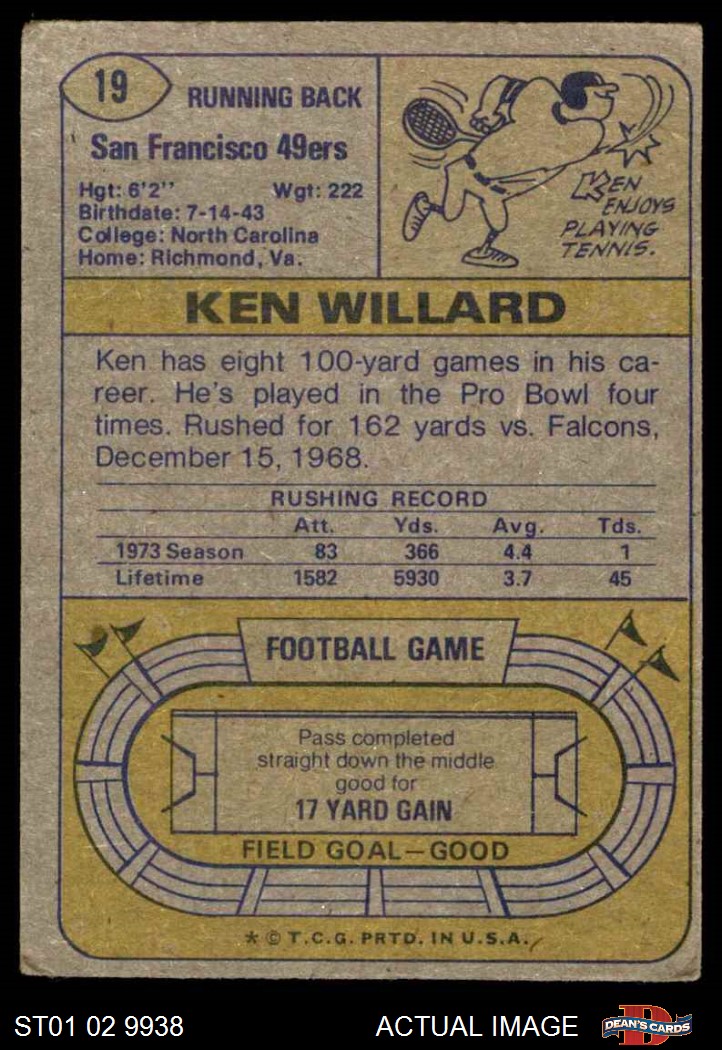 19
RUNNING BACK
San Francisco 49ers
Hgt: 6'2'' Wgt: 222
Birthdate: 7-14-43
College: North Carolina
Home: Richmond, Va.
KEN
ENJOYS
PLAYING
TENNIS.
KEN WILLARD
Ken has eight 100-yard games in his ca-
reer. He's played in the Pro Bowl four
times. Rushed for 162 yards vs. Falcons,
December 15, 1968.
RUSHING RECORD
Att. Yds. Avg. Tds.
1973 Season 83 366 4.4 1
Lifetime 1582 5930 3.7 45
FOOTBALL GAME
Pass completed
straight down the middle
good for
17 YARD GAIN
FIELD GOAL—GOOD
* © T.C.G. PRTD. IN U.S.A.
ST01 02 9938 ACTUAL IMAGE
D
DEAN'S CARDS